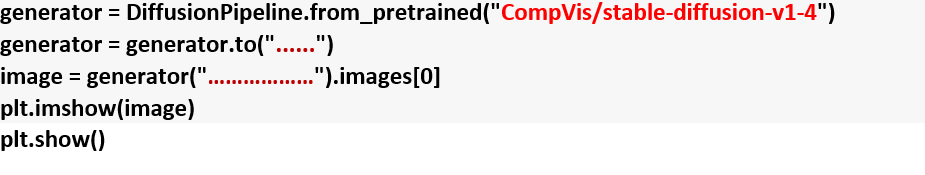 generator = DiffusionPipeline.from_pretrained("CompVis/stable-diffusion-v1-4")
generator = generator.to("......")
image = generator("..................").images[0]
plt.imshow(image)
plt.show()